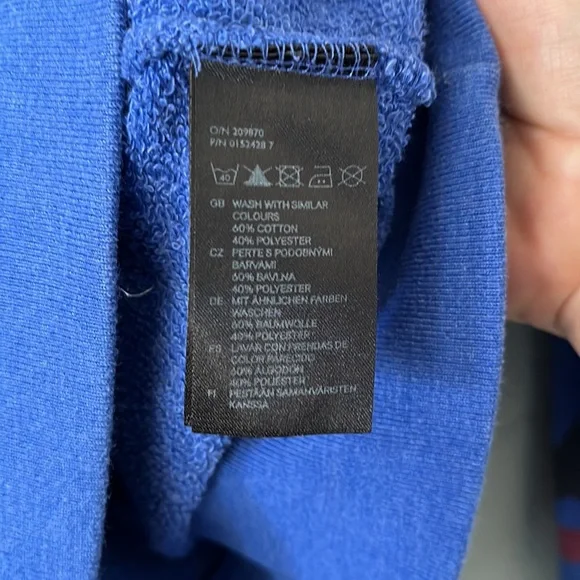 O/N 209870
P/N 0152428 7
40
GB WASH WITH SIMILAR
COLOURS
60% COTTON
40% POLYESTER
CZ PERTE S PODOBNÝMI
BARVAMI
60% BAVLNA
40% POLYESTER
DE MIT ÄHNLICHEN FARBEN
WASCHEN
60% BAUMWOLLE
40% POLYESTER
ES LAVAR CON PRENDAS DE
COLOR PARECIDO
60% ALGODÓN
40% POLIÉSTER
FI PESTÄÄN SAMANVÄRISTEN
KANSSA